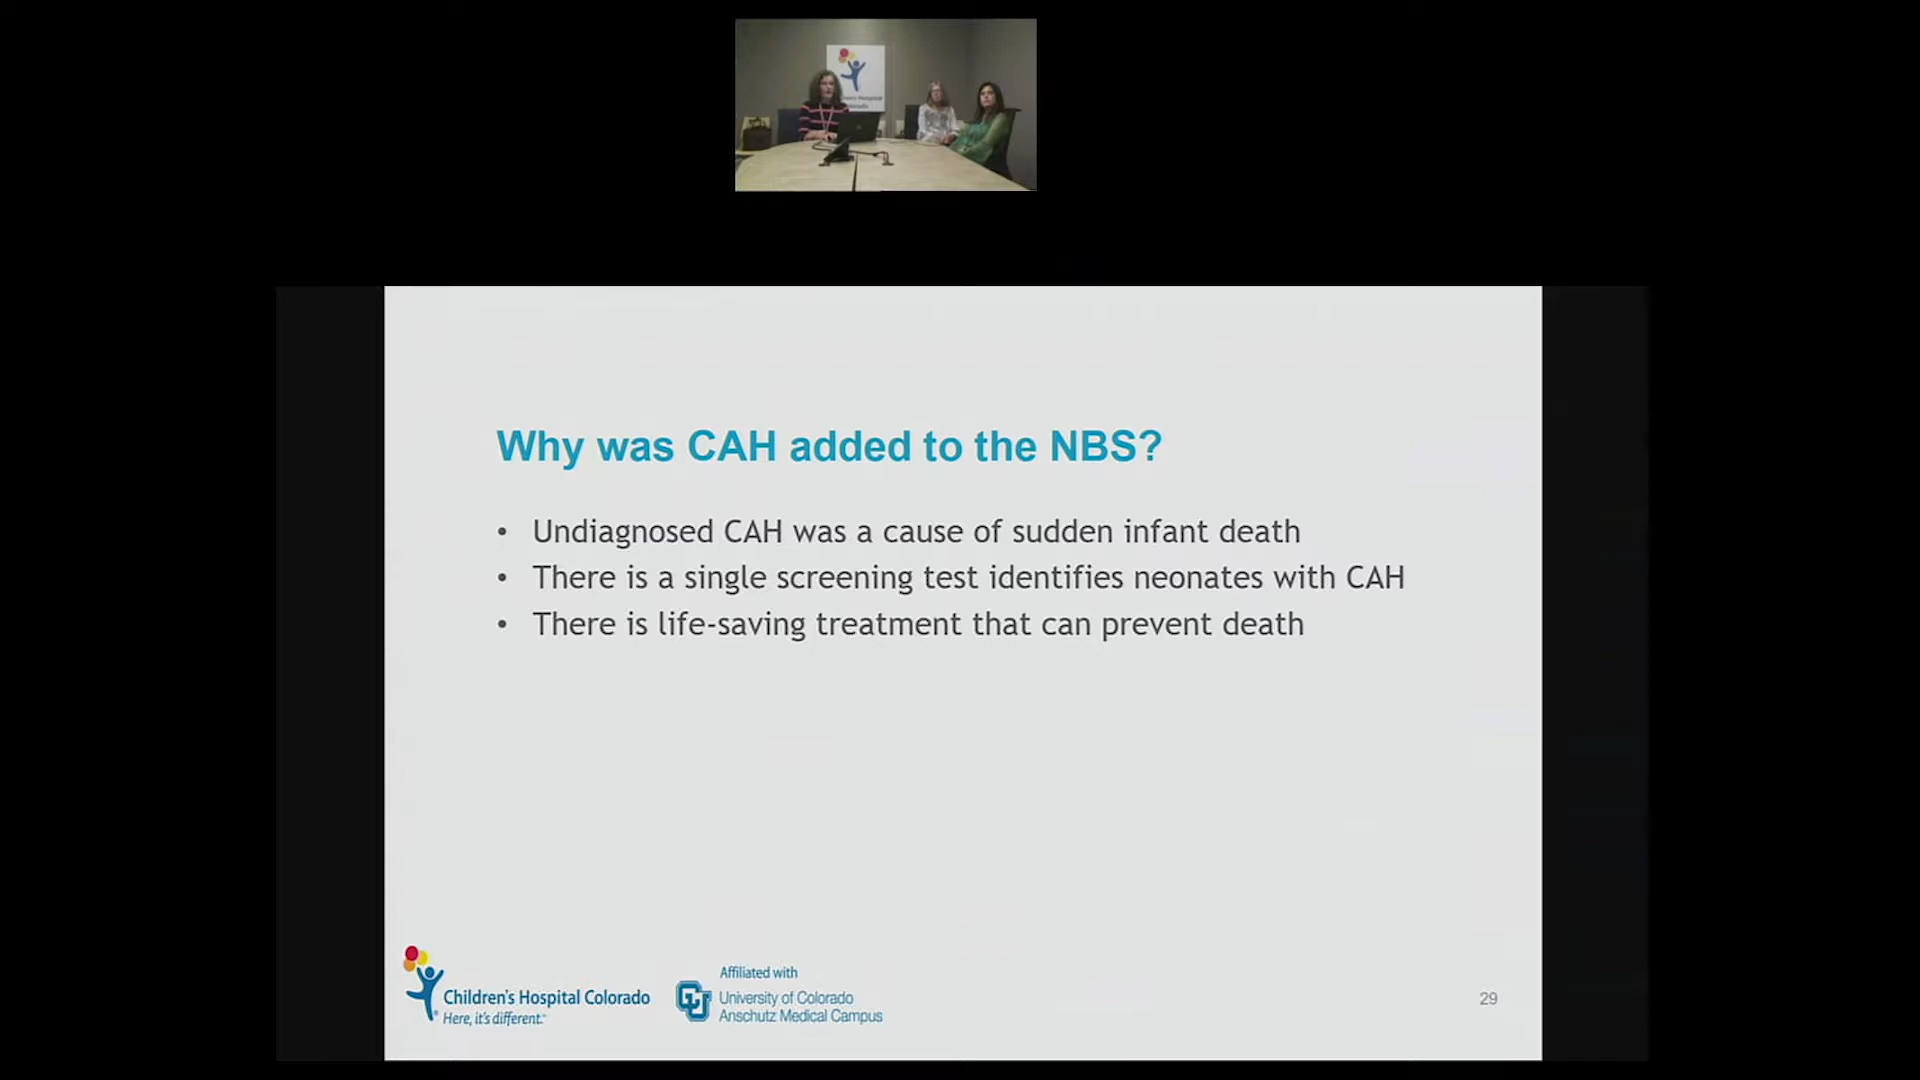 Why was CAH added to the NBS?
• Undiagnosed CAH was a cause of sudden infant death
• There is a single screening test identifies neonates with CAH
• There is life-saving treatment that can prevent death
Children's Hospital Colorado
Here, it's different.
Affiliated with
University of Colorado
Anschutz Medical Campus
29